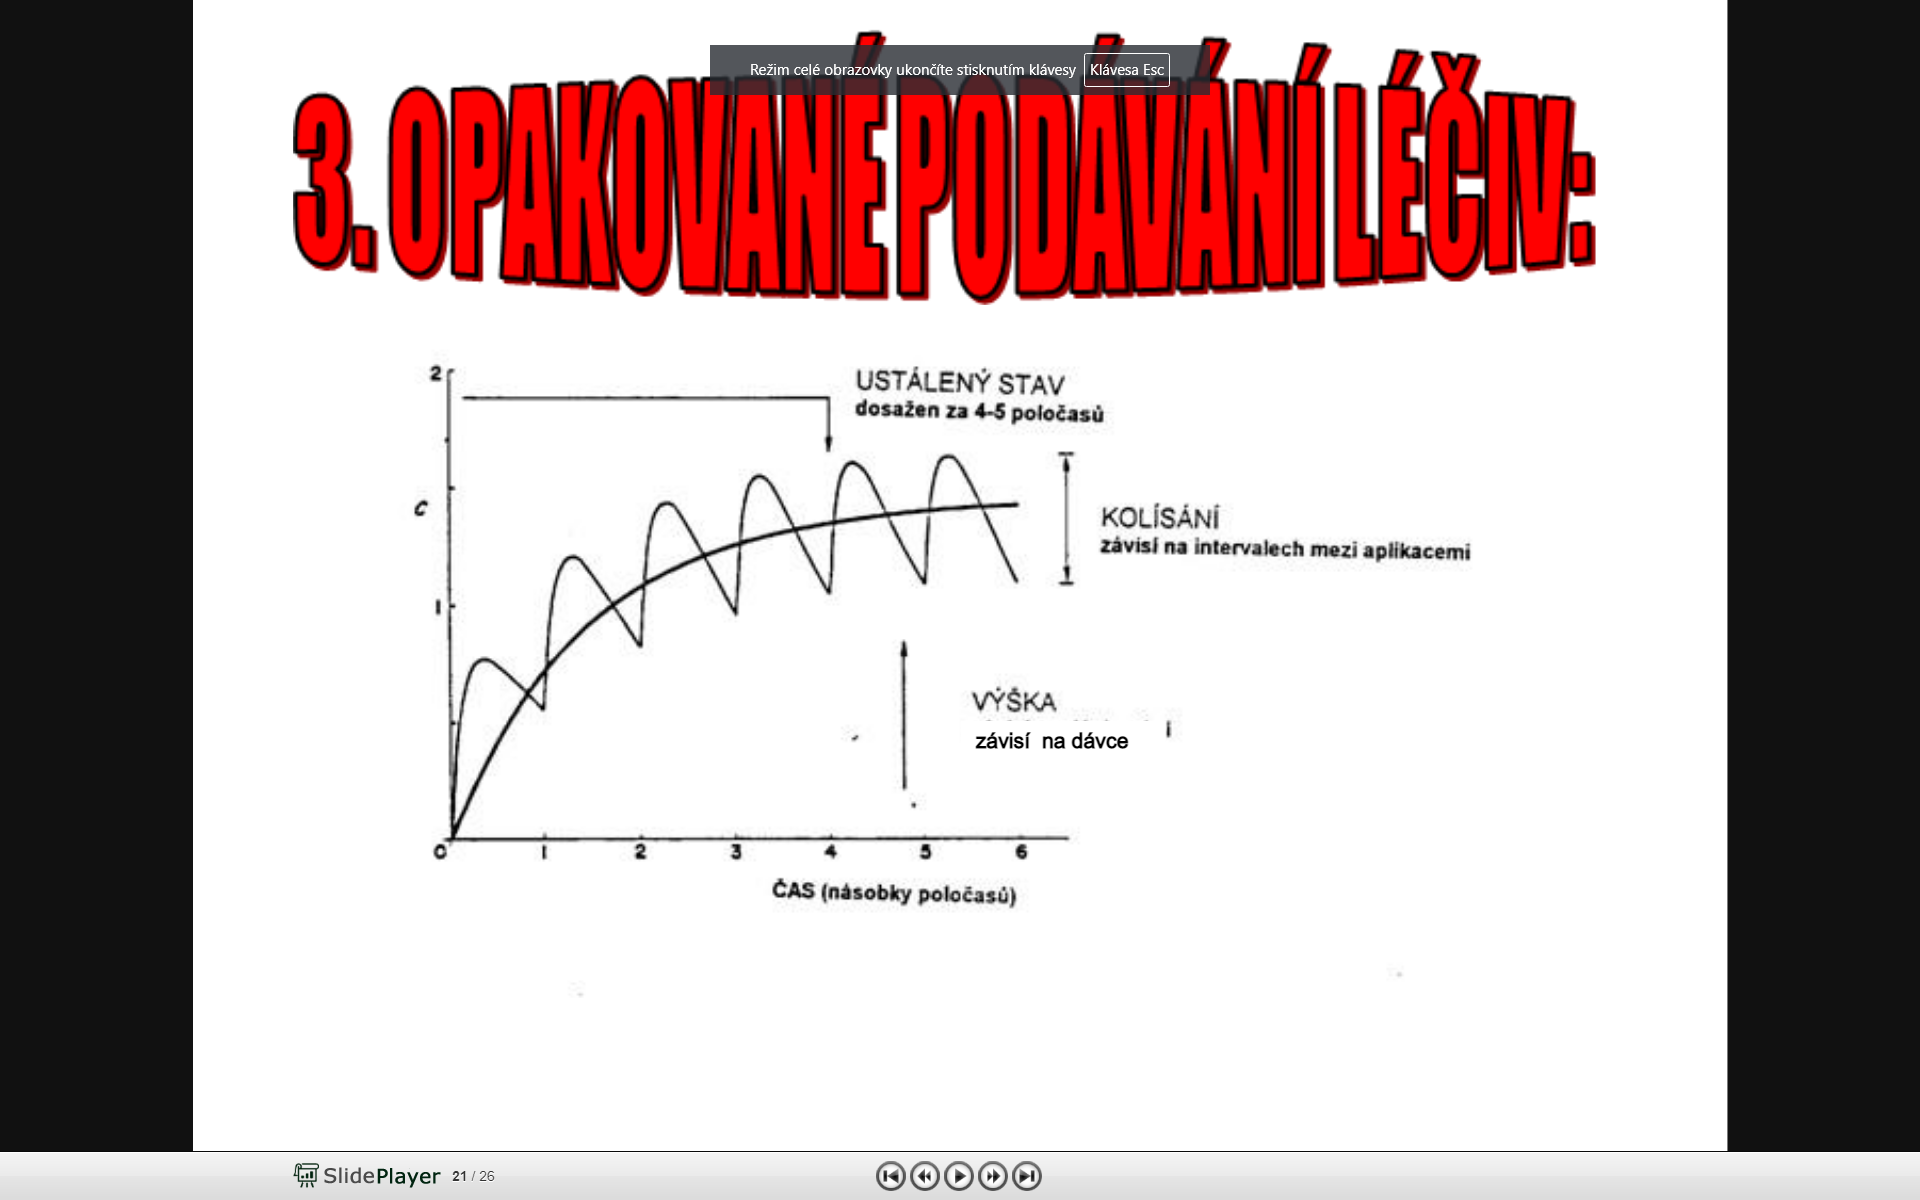 Režim celé obrazovky ukončíte stisknutím klávesy Klávesa Esc
3. OPAKOVANÉ PODÁVÁNÍ LÉČIV:
2
USTÁLENÝ STAV
dosažen za 4-5 poločasů
C
KOLÍSÁNÍ
závisí na intervalech mezi aplikacemi
1
VÝŠKA
závisí na dávce
0 1 2 3 4 5 6
ČAS (násobky poločasů)
SlidePlayer 21 / 26